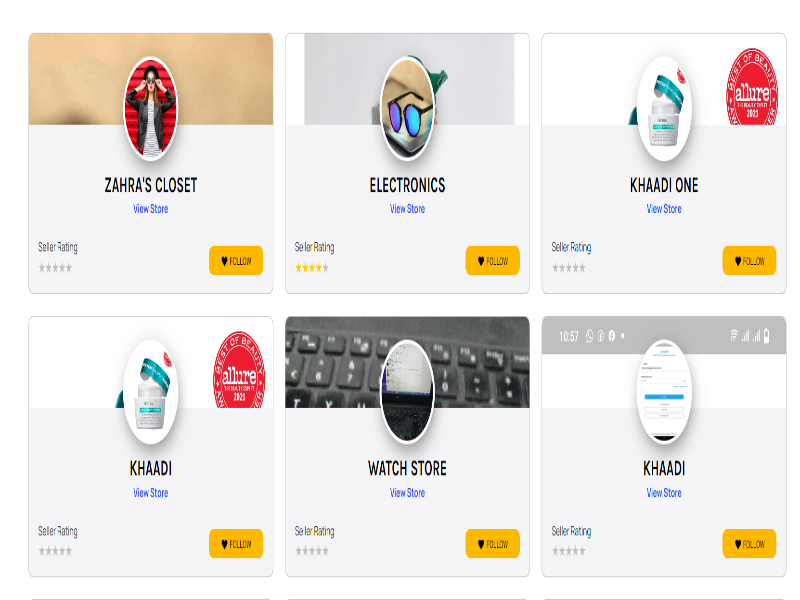 BEST OF BEAUTY
allure
THE BEAUTY EXPERT
2021
ZAHRA'S CLOSET
ELECTRONICS
KHAADI ONE
View Store
View Store
View Store
Seller Rating
Seller Rating
Seller Rating
FOLLOW
FOLLOW
FOLLOW
10:57
BEST OF BEAUTY
allure
THE BEAUTY EXPERT
2021
KHAADI
WATCH STORE
KHAADI
View Store
View Store
View Store
Seller Rating
Seller Rating
Seller Rating
FOLLOW
FOLLOW
FOLLOW